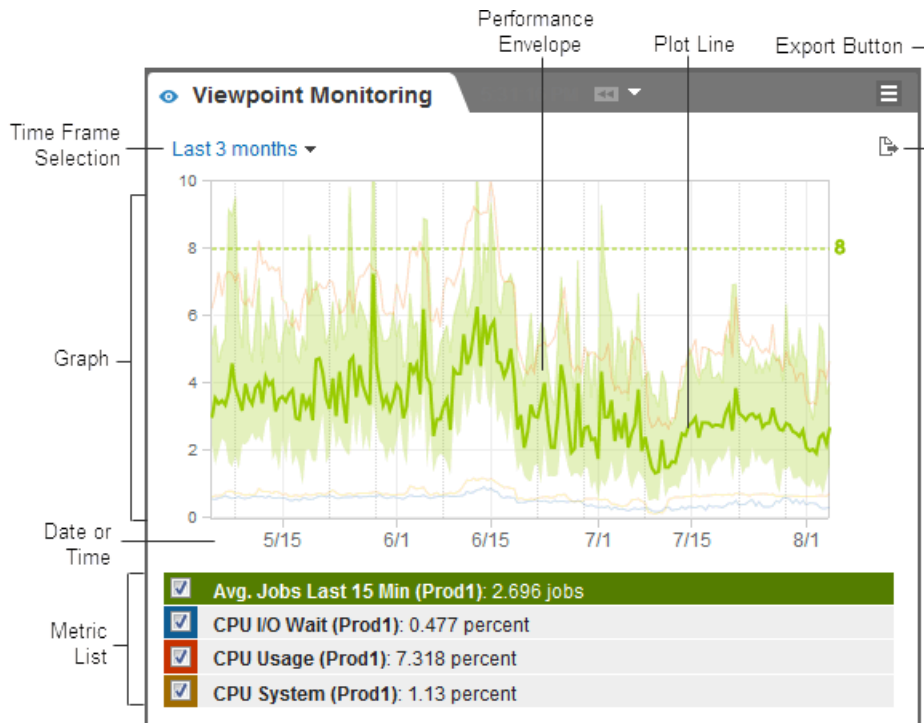 Performance
Envelope
Plot Line
Export Button
Viewpoint Monitoring
Time Frame
Selection
Last 3 months
10
8
8
6
Graph
4
2
0
Date or
Time
5/15
6/1
6/15
7/1
7/15
8/1
Metric
List
Avg. Jobs Last 15 Min (Prod1): 2.696 jobs
CPU I/O Wait (Prod1): 0.477 percent
CPU Usage (Prod1): 7.318 percent
CPU System (Prod1): 1.13 percent